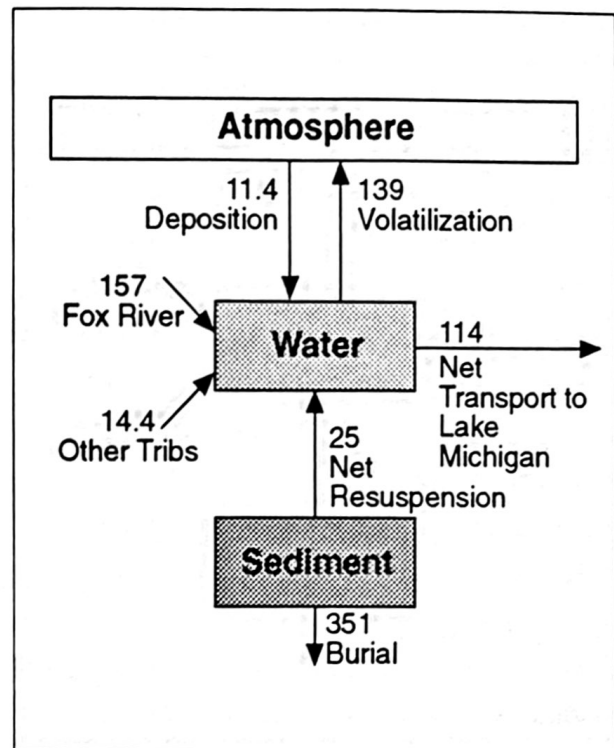 Atmosphere
11.4
Deposition
139
Volatilization
157
Fox River
Water
114
Net
Transport to
Lake
Michigan
14.4
Other Tribs
25
Net
Resuspension
Sediment
351
Burial